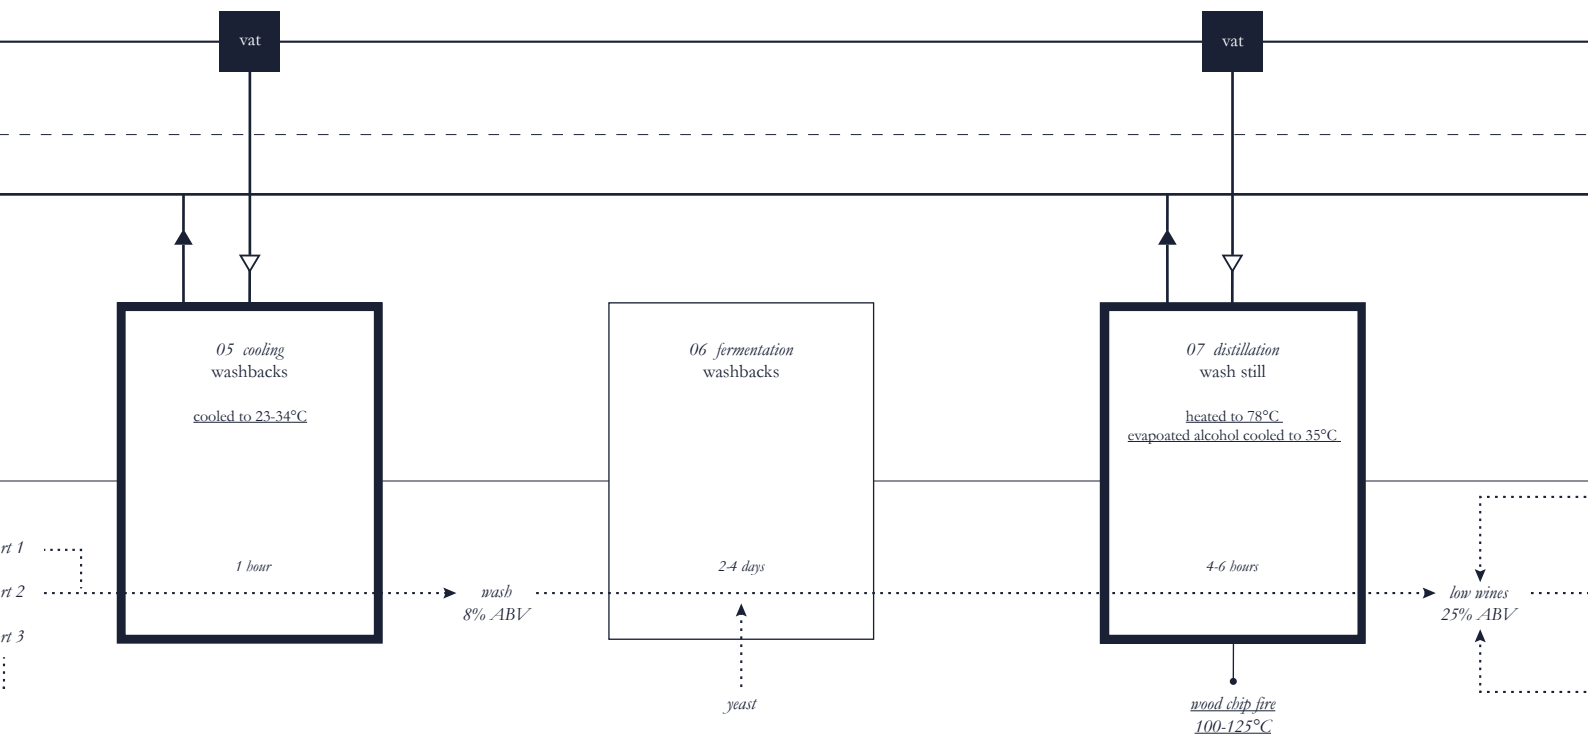 vat
vat
05 cooling
washbacks
cooled to 23-34°C
1 hour
06 fermentation
washbacks
2-4 days
07 distillation
wash still
heated to 78°C
evapoated alcohol cooled to 35°C
4-6 hours
rt 1
rt 2
rt 3
wash
8% ABV
yeast
low wines
25% ABV
wood chip fire
100-125°C